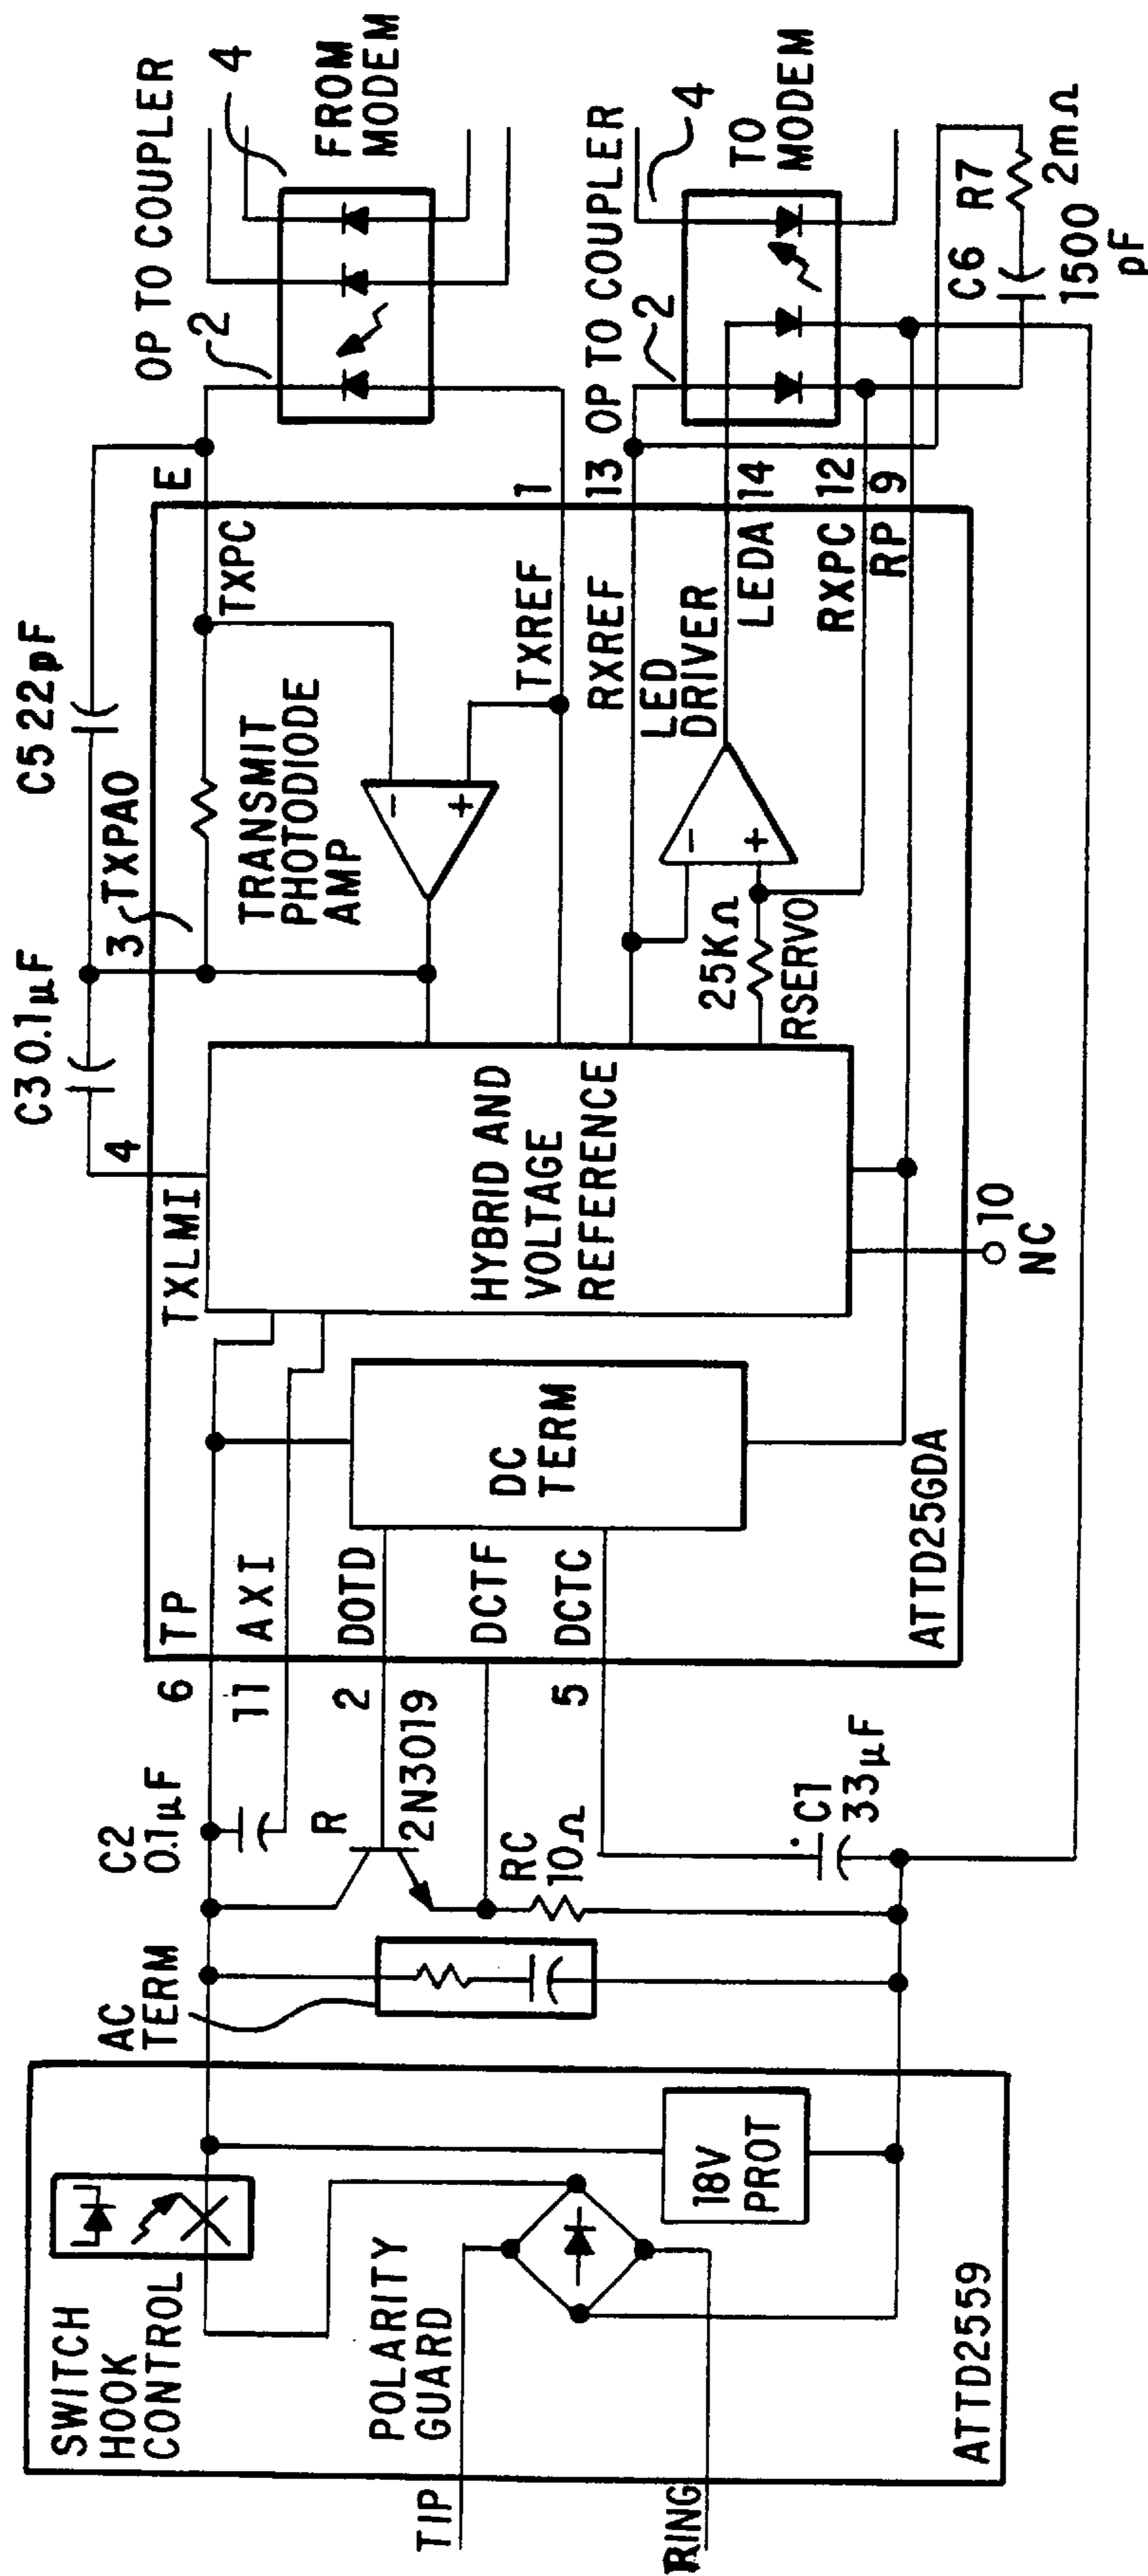 SWITCH
HOOK
CONTROL
POLARITY
GUARD
TIP
RING
18V
PROT
ATTD2559
AC
TERM
C2
0.1µF
R
2N3019
RC
10Ω
C1
33µF
6
TP
11
AXI
2
DOTD
DCTF
5
DCTC
DC
TERM
ATTD25GDA
TXLMI
4
C3 0.1µF
3
TXPAO
C5 22pF
HYBRID AND
VOLTAGE
REFERENCE
10
NC
TRANSMIT
PHOTODIODE
AMP
-
+
TXPC
E
TXREF
1
RXREF
13
LED
DRIVER
-
+
25KΩ
RSERVO
LEDA
14
RXPC
12
RP
9
OP TO COUPLER
2
4
FROM
MODEM
OP TO COUPLER
2
4
TO
MODEM
C6
1500
pF
R7
2mΩ